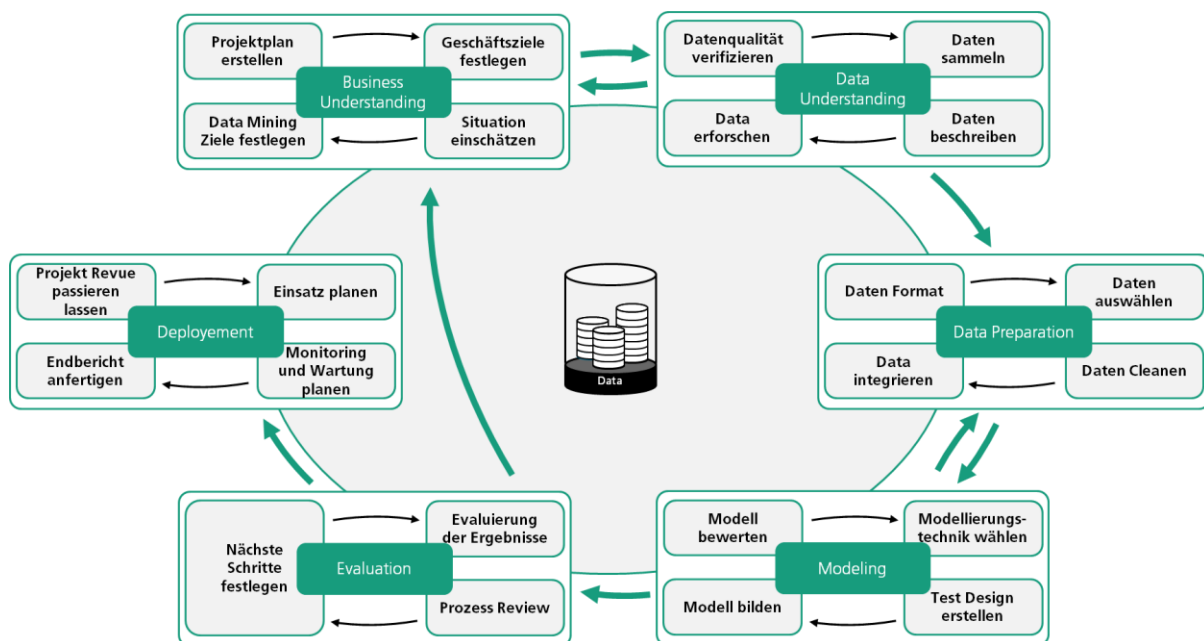 Projektplan
erstellen
Geschäftsziele
festlegen
Business
Understanding
Data Mining
Ziele festlegen
Situation
einschätzen
Datenqualität
verifizieren
Daten
sammeln
Data
Understanding
Data
erforschen
Daten
beschreiben
Projekt Revue
passieren
lassen
Einsatz planen
Deployement
Endbericht
anfertigen
Monitoring
und Wartung
planen
Data
Daten Format
Daten
auswählen
Data Preparation
Data
integrieren
Daten Cleanen
Nächste
Schritte
festlegen
Evaluierung
der Ergebnisse
Evaluation
Prozess Review
Modell
bewerten
Modellierungs-
technik wählen
Modeling
Modell bilden
Test Design
erstellen